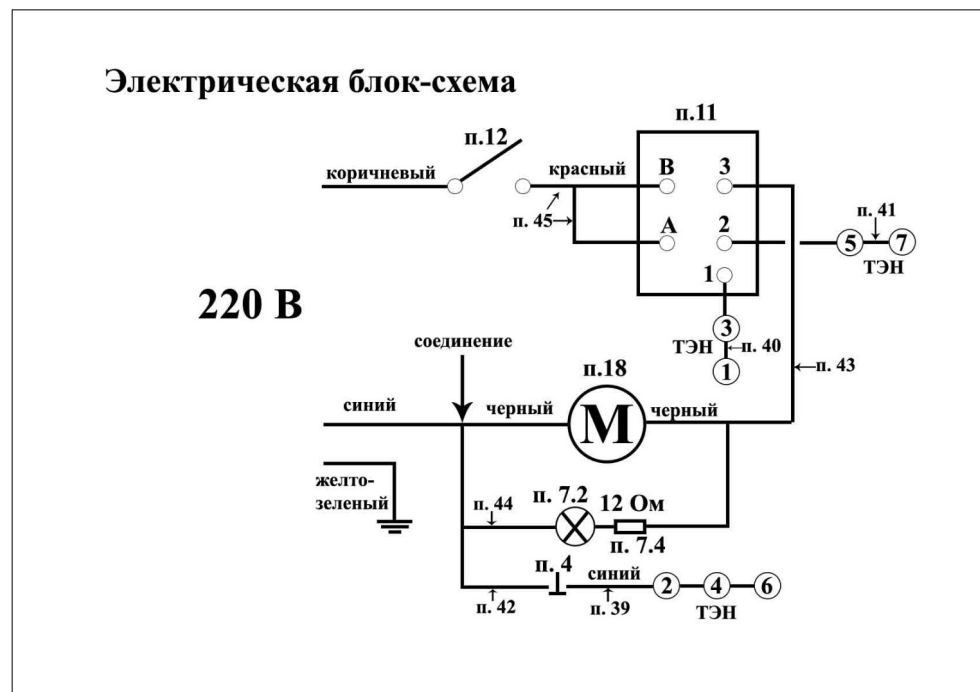 Электрическая блок-схема
п.11
п.12
коричневый
красный
В
3
п. 45
п. 41
А
2
5
7
ТЭН
1
220 В
3
ТЭН
п. 40
соединение
1
п. 43
п.18
синий
черный
М
черный
желто-
зеленый
п. 44
п. 7.2
12 Ом
п. 7.4
п. 4
синий
2
4
6
п. 42
п. 39
ТЭН